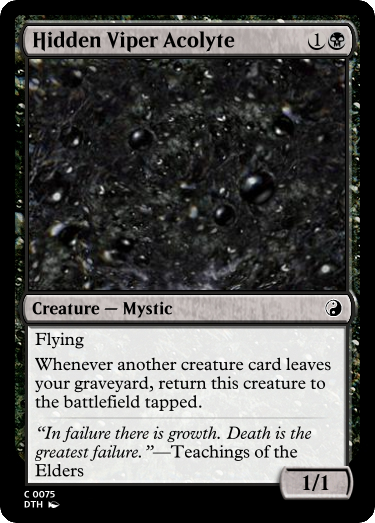 Hidden Viper Acolyte 1
Creature — Mystic
Flying
Whenever another creature card leaves
your graveyard, return this creature to
the battlefield tapped.
“In failure there is growth. Death is the
greatest failure.”—Teachings of the
Elders
1/1
C 0075
DTH